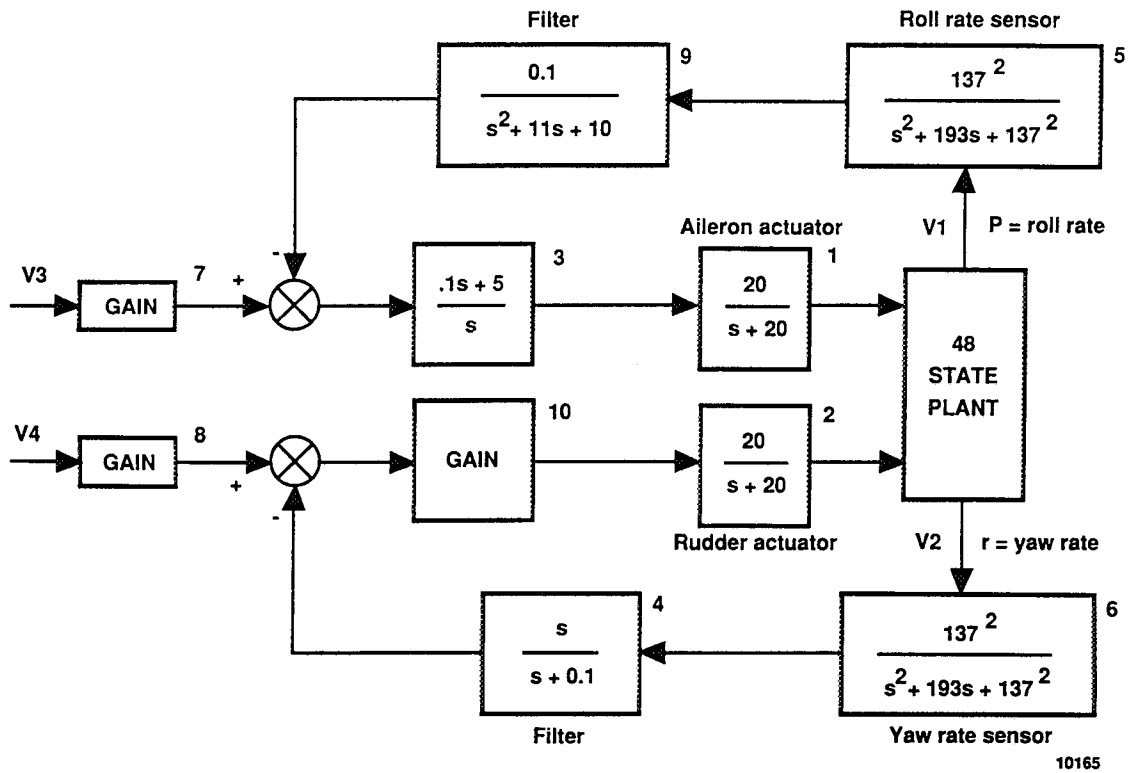 Filter
9
0.1
s² + 11s + 10
Roll rate sensor
5
137 ²
s² + 193s + 137 ²
V1
P = roll rate
V3
GAIN
7
+
-
3
.1s + 5
s
Aileron actuator
1
20
s + 20
48
STATE
PLANT
V4
GAIN
8
+
-
10
GAIN
2
20
s + 20
Rudder actuator
V2
r = yaw rate
4
s
s + 0.1
Filter
6
137 ²
s² + 193s + 137 ²
Yaw rate sensor
10165